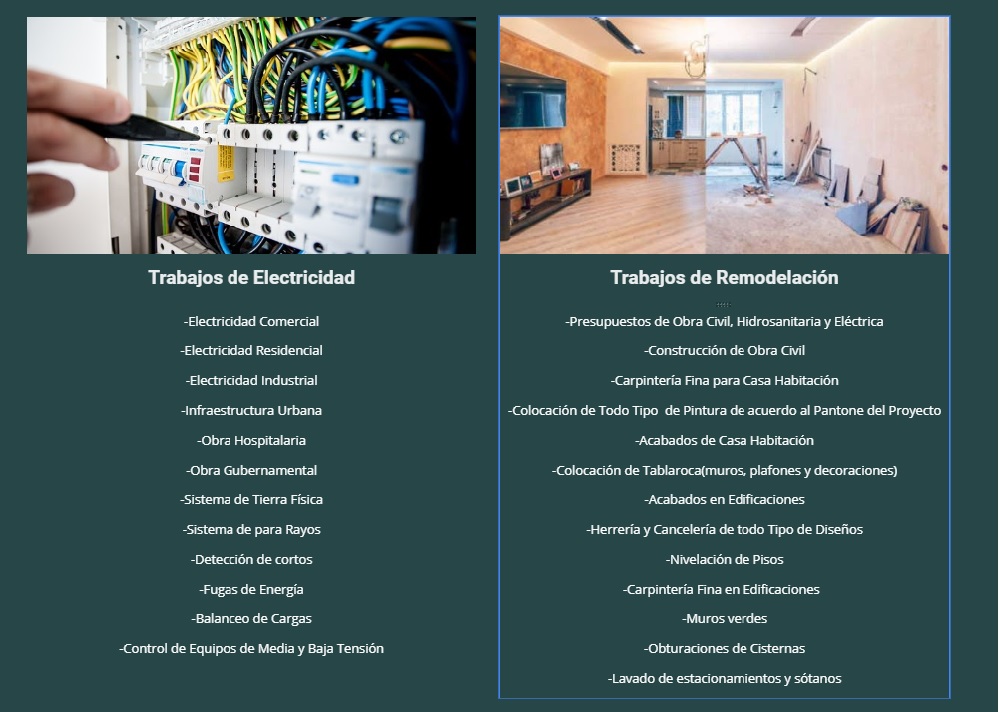 Trabajos de Electricidad
-Electricidad Comercial
-Electricidad Residencial
-Electricidad Industrial
-Infraestructura Urbana
-Obra Hospitalaria
-Obra Gubernamental
-Sistema de Tierra Física
-Sistema de para Rayos
-Detección de cortos
-Fugas de Energía
-Balanceo de Cargas
-Control de Equipos de Media y Baja Tensión
Trabajos de Remodelación
-Presupuestos de Obra Civil, Hidrosanitaria y Eléctrica
-Construcción de Obra Civil
-Carpintería Fina para Casa Habitación
-Colocación de Todo Tipo  de Pintura de acuerdo al Pantone del Proyecto
-Acabados de Casa Habitación
-Colocación de Tablaroca(muros, plafones y decoraciones)
-Acabados en Edificaciones
-Herrería y Cancelería de todo Tipo de Diseños
-Nivelación de Pisos
-Carpintería Fina en Edificaciones
-Muros verdes
-Obturaciones de Cisternas
-Lavado de estacionamientos y sótanos